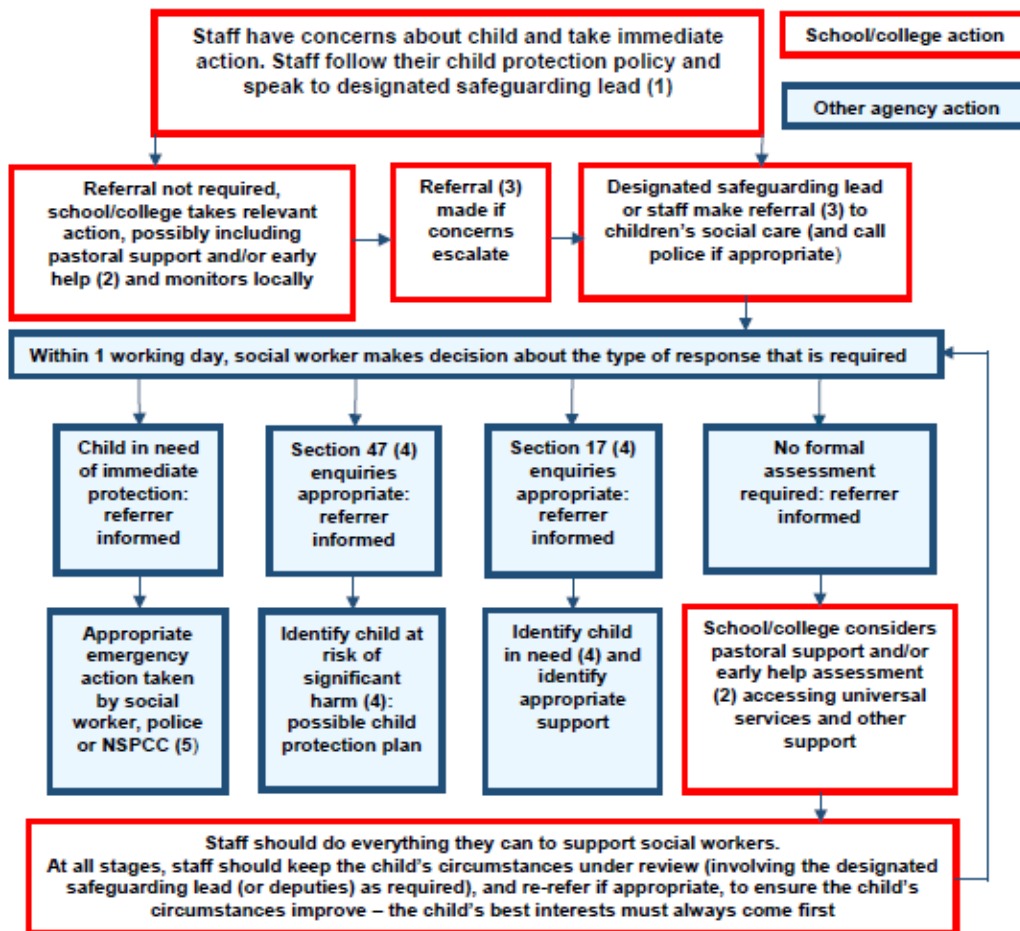 Staff have concerns about child and take immediate
action. Staff follow their child protection policy and
speak to designated safeguarding lead (1)
School/college action
Other agency action
Referral not required,
school/college takes relevant
action, possibly including
pastoral support and/or early
help (2) and monitors locally
Referral (3)
made if
concerns
escalate
Designated safeguarding lead
or staff make referral (3) to
children's social care (and call
police if appropriate)
Within 1 working day, social worker makes decision about the type of response that is required
Child in need
of immediate
protection:
referrer
informed
Section 47 (4)
enquiries
appropriate:
referrer
informed
Section 17 (4)
enquiries
appropriate:
referrer
informed
No formal
assessment
required: referrer
informed
Appropriate
emergency
action taken
by social
worker, police
or NSPCC (5)
Identify child at
risk of
significant
harm (4):
possible child
protection plan
Identify child
in need (4) and
identify
appropriate
support
School/college considers
pastoral support and/or
early help assessment
(2) accessing universal
services and other
support
Staff should do everything they can to support social workers.
At all stages, staff should keep the child's circumstances under review (involving the designated
safeguarding lead (or deputies) as required), and re-refer if appropriate, to ensure the child's
circumstances improve – the child's best interests must always come first